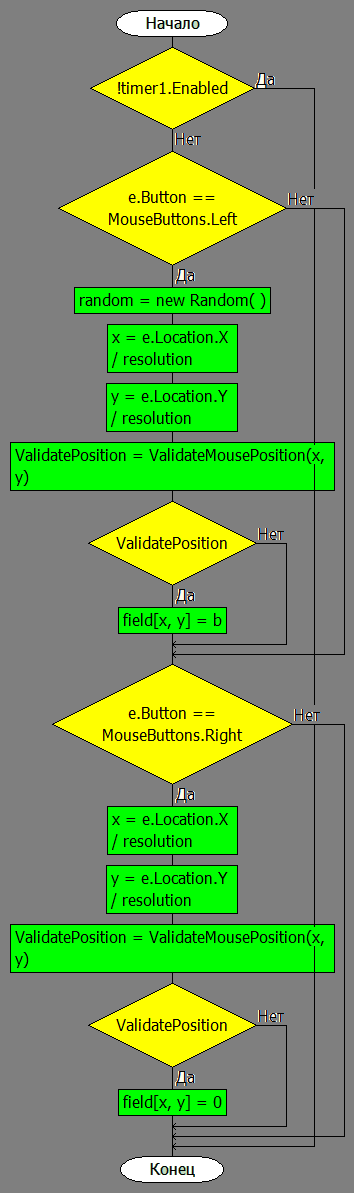 Начало
!timer1.Enabled
Да
Нет
e.Button ==
MouseButtons.Left
Нет
Да
random = new Random( )
x = e.Location.X
/ resolution
y = e.Location.Y
/ resolution
ValidatePosition = ValidateMousePosition(x,
y)
ValidatePosition
Нет
Да
field[x, y] = b
e.Button ==
MouseButtons.Right
Нет
Да
x = e.Location.X
/ resolution
y = e.Location.Y
/ resolution
ValidatePosition = ValidateMousePosition(x,
y)
ValidatePosition
Нет
Да
field[x, y] = 0
Конец